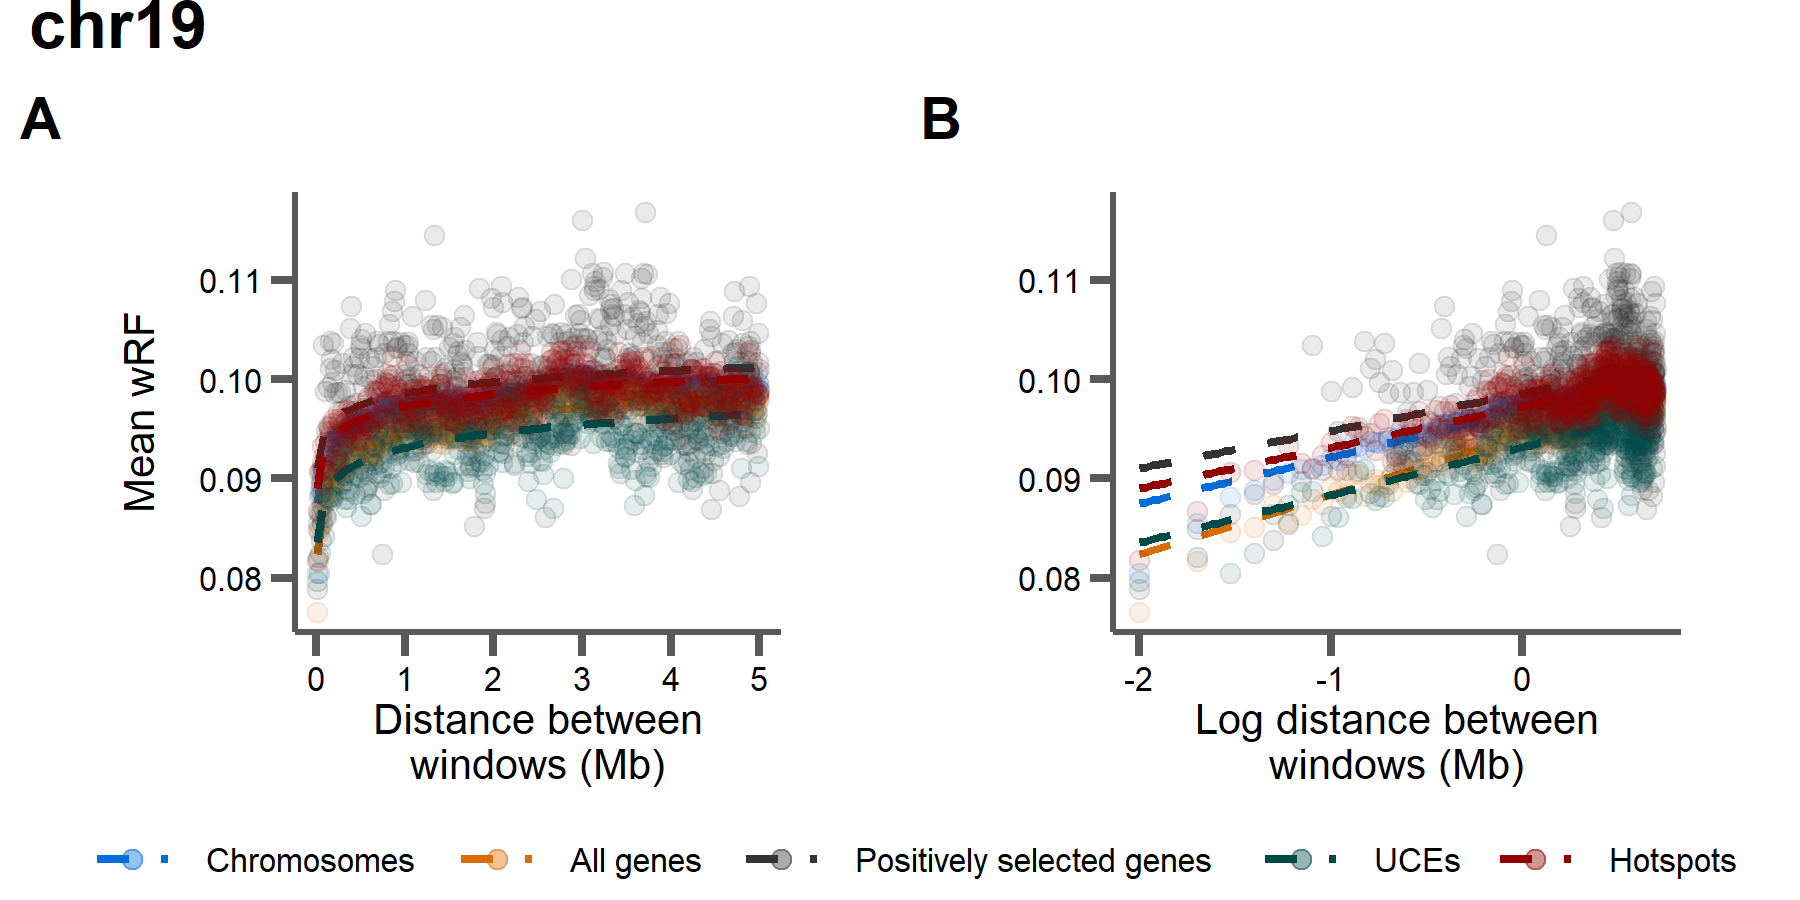 chr19
A
B
Mean wRF
0.11
0.10
0.09
0.08
0 1 2 3 4 5
Distance between
windows (Mb)
0.11
0.10
0.09
0.08
-2 -1 0
Log distance between
windows (Mb)
Chromosomes All genes Positively selected genes UCEs Hotspots